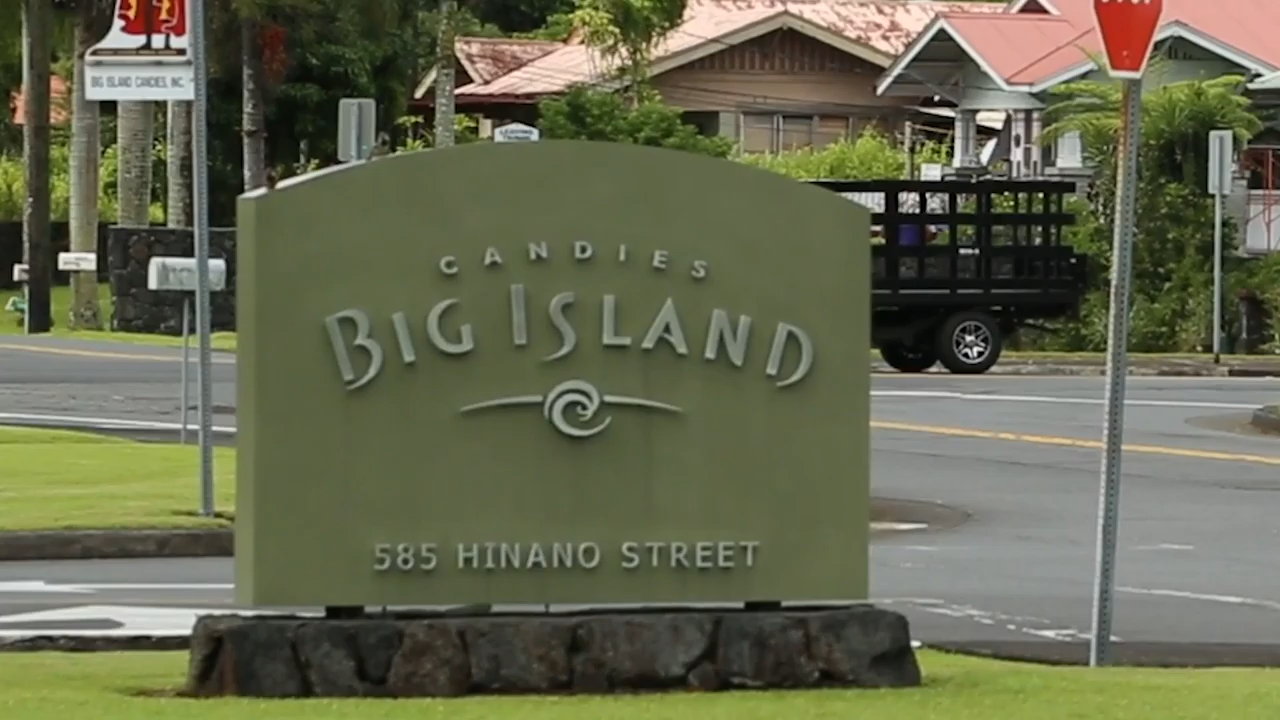 BIG ISLAND CANDIES, INC.
CANDIES
BIG ISLAND
585 HINANO STREET